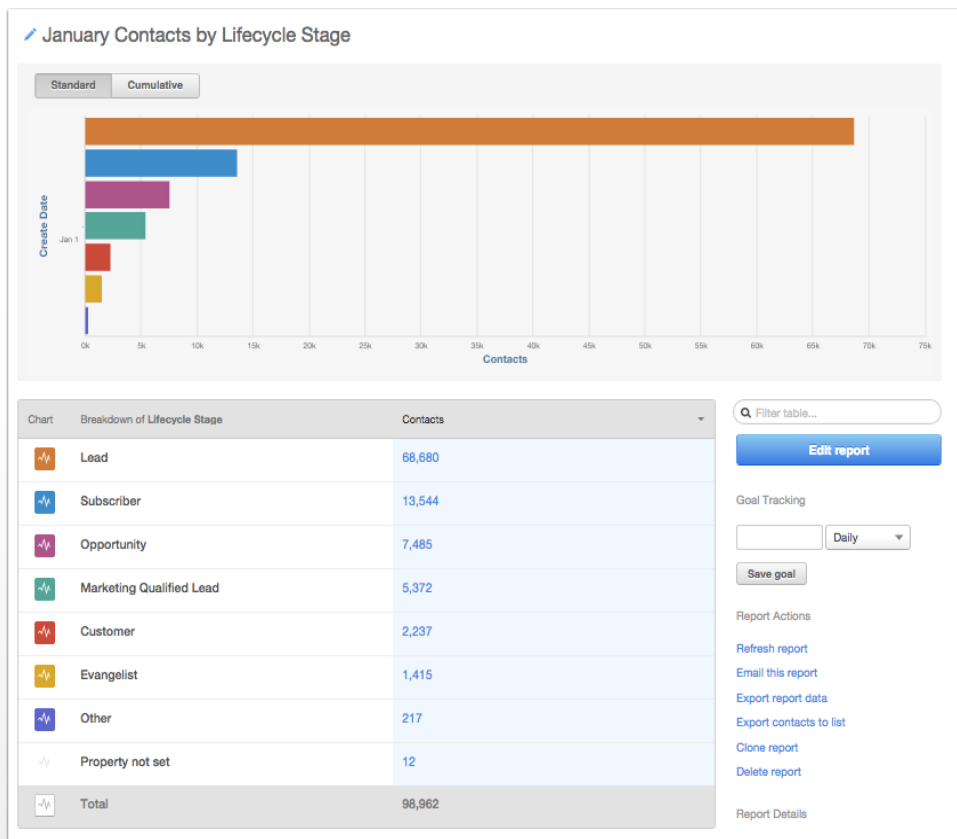 January Contacts by Lifecycle Stage
Standard Cumulative
Create Date
Jan 1
0k 5k 10k 15k 20k 25k 30k 35k 40k 45k 50k 55k 60k 65k 70k 75k
Contacts
Chart Breakdown of Lifecycle Stage Contacts
Lead 68,680
Subscriber 13,544
Opportunity 7,485
Marketing Qualified Lead 5,372
Customer 2,237
Evangelist 1,415
Other 217
Property not set 12
Total 98,962
Filter table...
Edit report
Goal Tracking
Daily
Save goal
Report Actions
Refresh report
Email this report
Export report data
Export contacts to list
Clone report
Delete report
Report Details